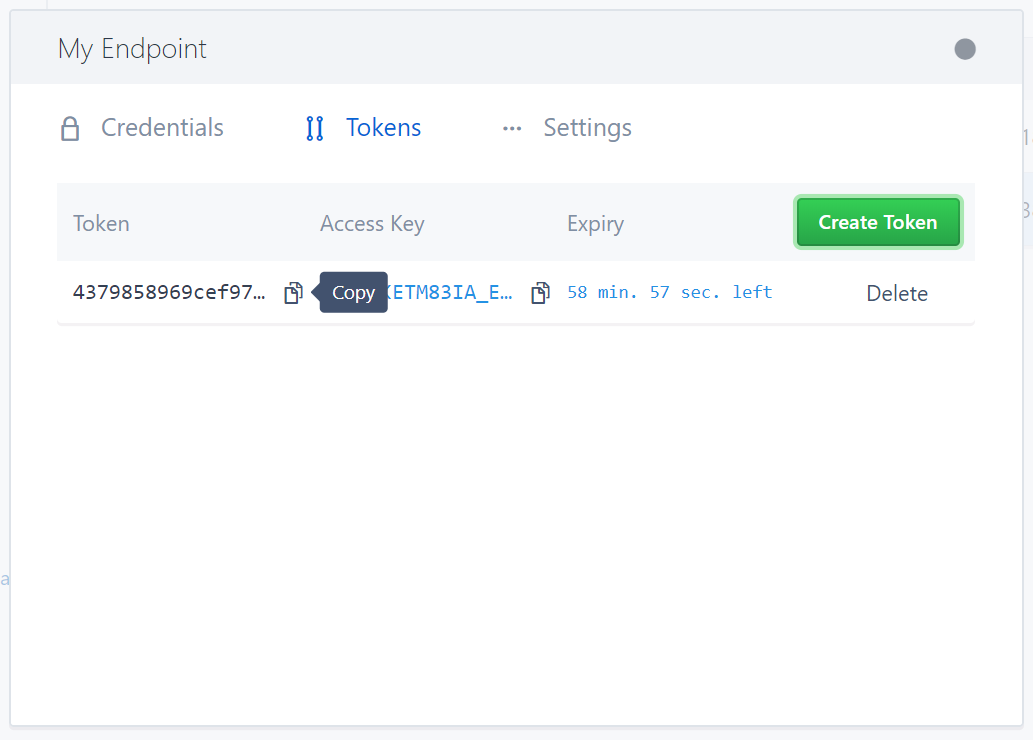 My Endpoint
Credentials Tokens Settings
Token Access Key Expiry Create Token
4379858969cef97… Copy KETM83IA_E… 58 min. 57 sec. left Delete